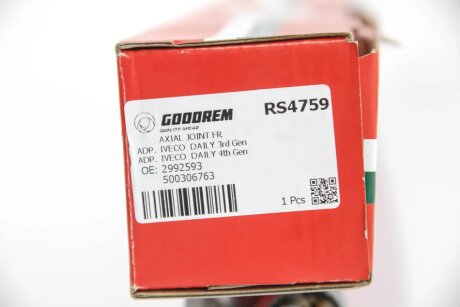 GOODREM
RS4759
QUALITY AHEAD
AXIAL JOINT FR
ADP. IVECO DAILY 3rd Gen
ADP. IVECO DAILY 4th Gen
OE: 2992593
500306763
1 Pcs